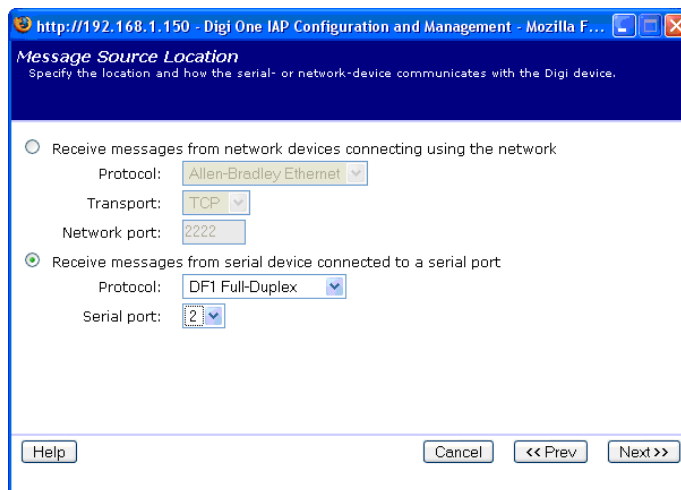 http://192.168.1.150 - Digi One IAP Configuration and Management - Mozilla F...
Message Source Location
Specify the location and how the serial- or network-device communicates with the Digi device.
Receive messages from network devices connecting using the network
Protocol: Allen-Bradley Ethernet
Transport: TCP
Network port: 2222
Receive messages from serial device connected to a serial port
Protocol: DF1 Full-Duplex
Serial port: 2
Help Cancel << Prev Next >>